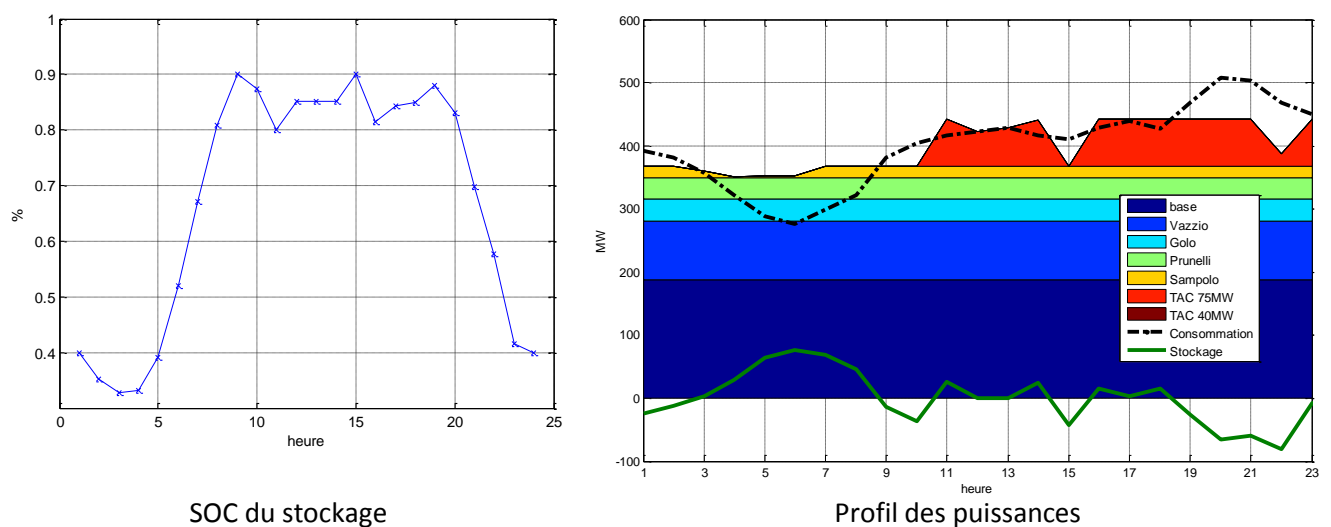 1
0.9
0.8
0.7
0.6
0.5
0.4
%
0
5
10
15
20
25
heure
SOC du stockage
600
500
400
300
200
100
0
-100
MW
1
3
5
7
9
11
13
15
17
19
21
23
heure
base
Vazzio
Golo
Prunelli
Sampolo
TAC 75MW
TAC 40MW
Consommation
Stockage
Profil des puissances